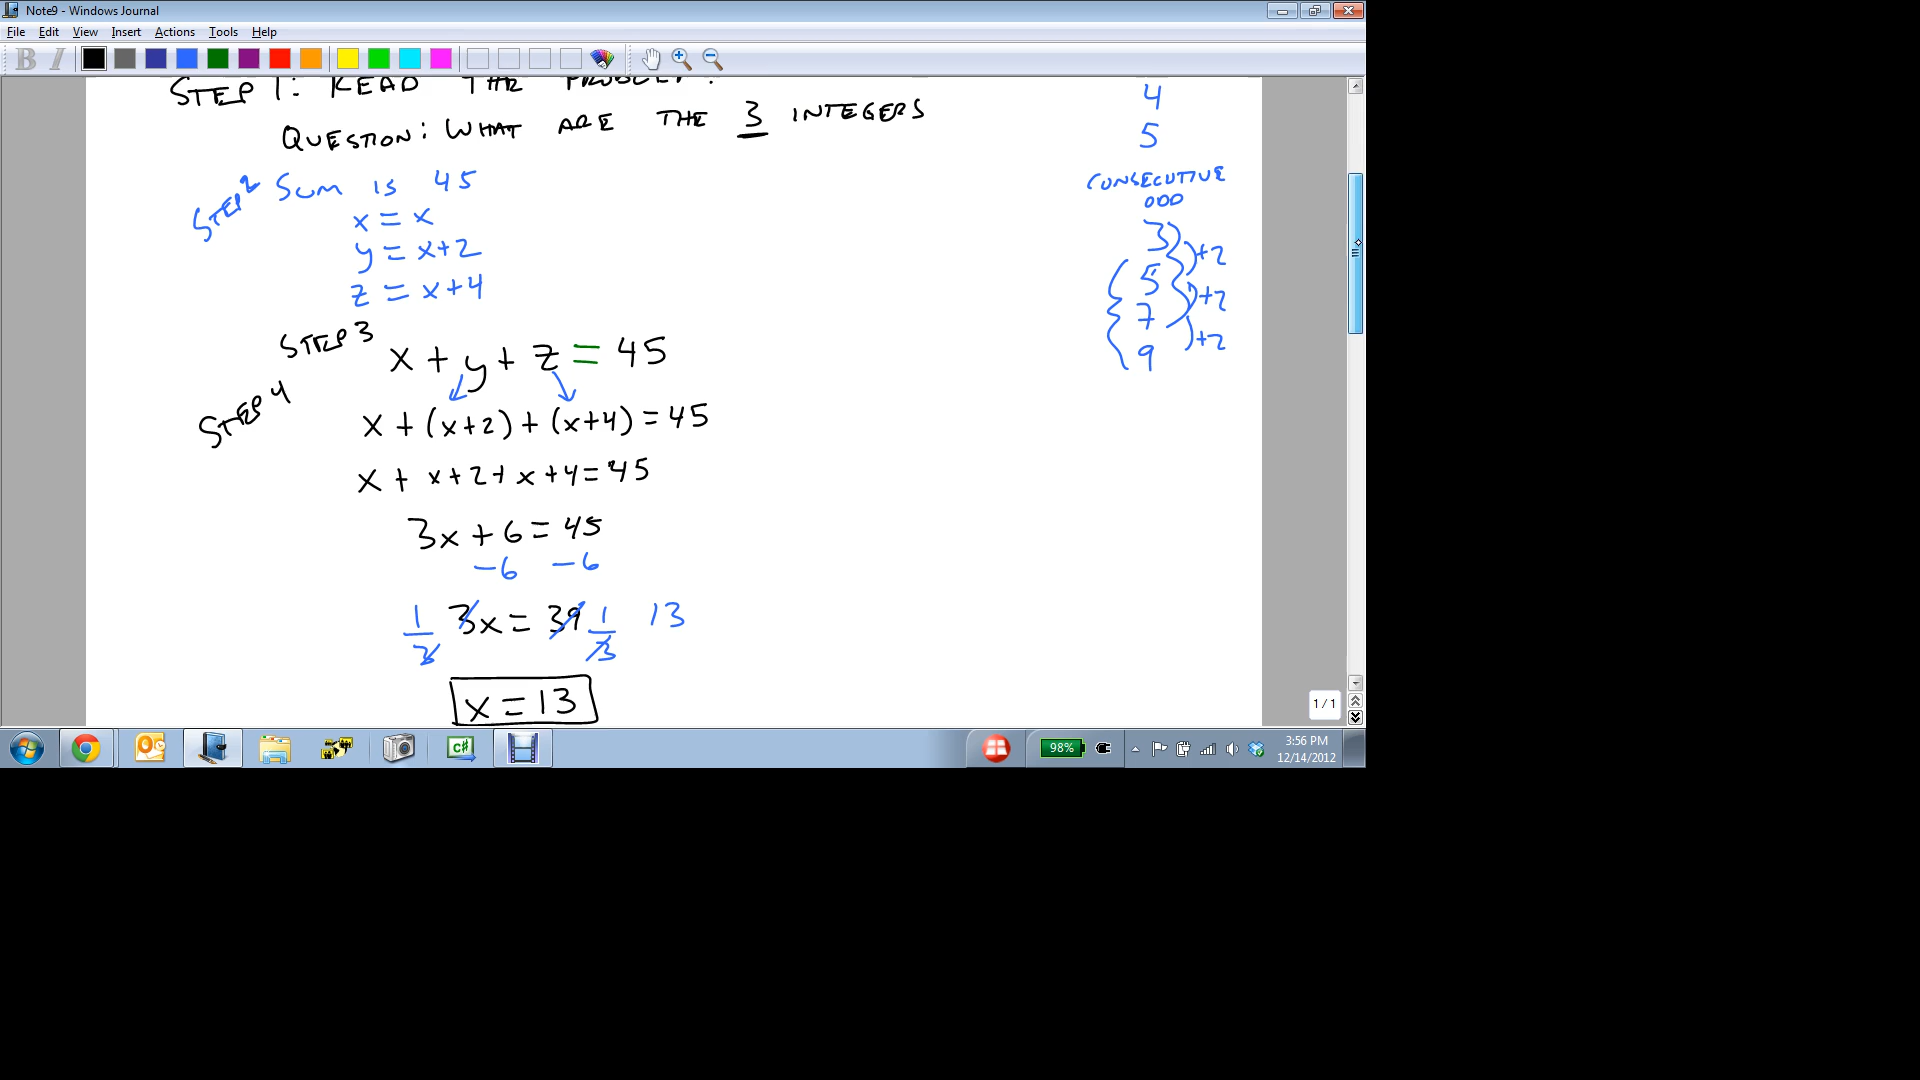 Note9 - Windows Journal
File Edit View Insert Actions Tools Help
B I
STEP 1: READ THE PROBLEM.
QUESTION: WHAT ARE THE 3 INTEGERS
STEP 2 Sum is 45
x = x
y = x+2
z = x+4
STEP 3
x + y + z = 45
STEP 4
x + (x+2) + (x+4) = 45
x + x+2+ x+4=45
3x + 6 = 45
-6 -6
1/3 3x = 39 1/3 13
x = 13
4
5
CONSECUTIVE
ODD
3
+2
5
+2
7
+2
9
1 / 1
98%
3:56 PM
12/14/2012
C#